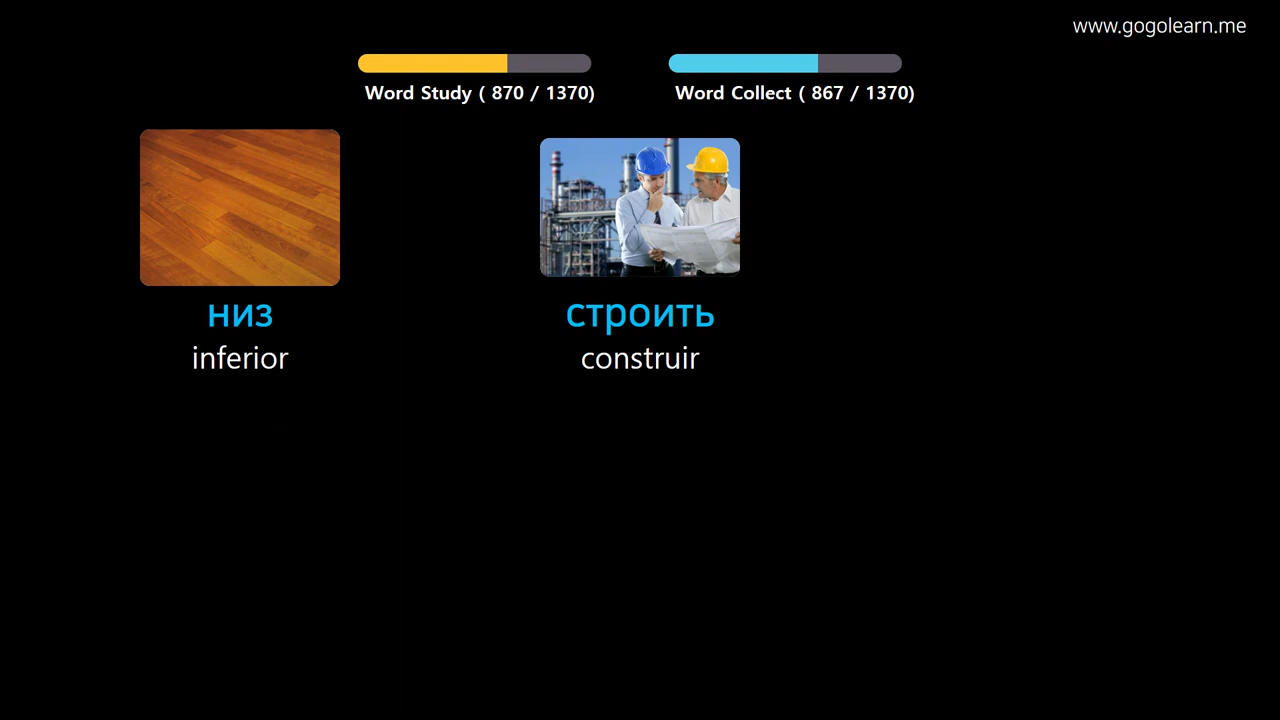 www.gogolearn.me
Word Study ( 870 / 1370)
Word Collect ( 867 / 1370)
низ
inferior
строить
construir